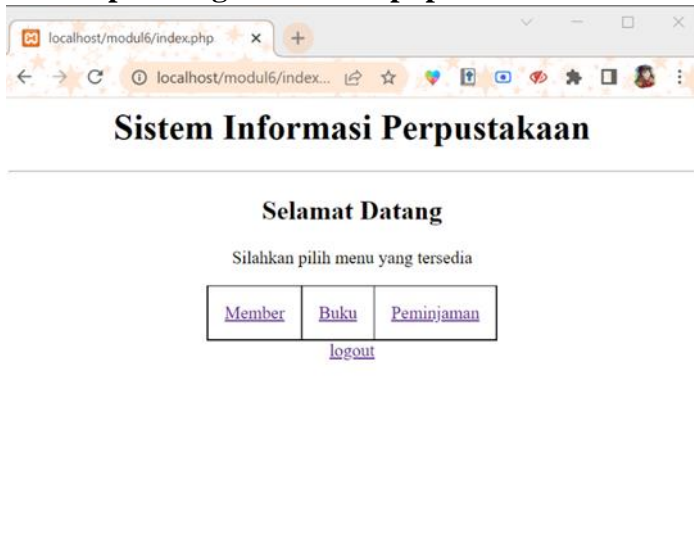 localhost/modul6/index.php
localhost/modul6/index...
Sistem Informasi Perpustakaan
Selamat Datang
Silahkan pilih menu yang tersedia
Member Buku Peminjaman
logout